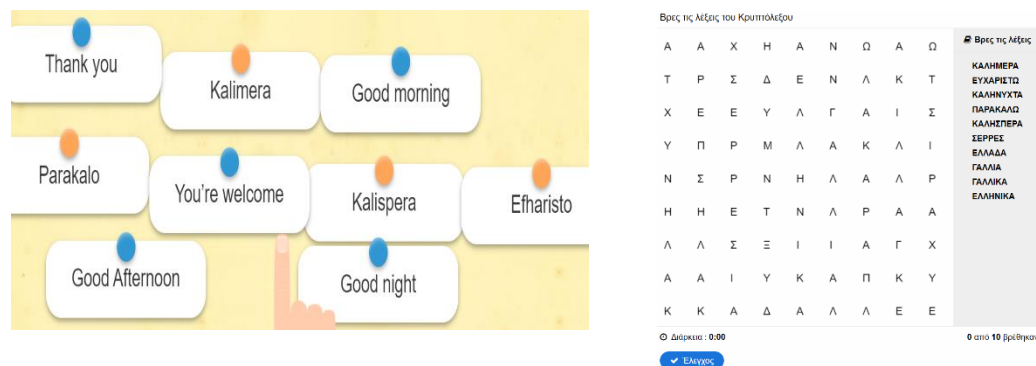 Thank you
Kalimera
Good morning
Parakalo
You're welcome
Kalispera
Efharisto
Good Afternoon
Good night
Βρες τις λέξεις του Κρυπτόλεξου
Α Α Χ Η Α Ν Ω Α Ω
Τ Ρ Σ Δ Ε Ν Λ Κ Τ
Χ Ε Ε Υ Λ Γ Α Ι Σ
Υ Π Ρ Μ Λ Α Κ Λ Ι
Ν Σ Ρ Ν Η Λ Α Λ Ρ
Η Η Ε Τ Ν Λ Ρ Α Α
Λ Λ Σ Ξ Ι Ι Α Γ Χ
Α Α Ι Υ Κ Α Π Κ Υ
Κ Κ Α Δ Α Λ Λ Ε Ε
Βρες τις λέξεις
ΚΑΛΗΜΕΡΑ
ΕΥΧΑΡΙΣΤΩ
ΚΑΛΗΝΥΧΤΑ
ΠΑΡΑΚΑΛΩ
ΚΑΛΗΣΠΕΡΑ
ΣΕΡΡΕΣ
ΕΛΛΑΔΑ
ΓΑΛΛΙΑ
ΓΑΛΛΙΚΑ
ΕΛΛΗΝΙΚΑ
Διάρκεια : 0:00
0 από 10 βρέθηκαν
Έλεγχος